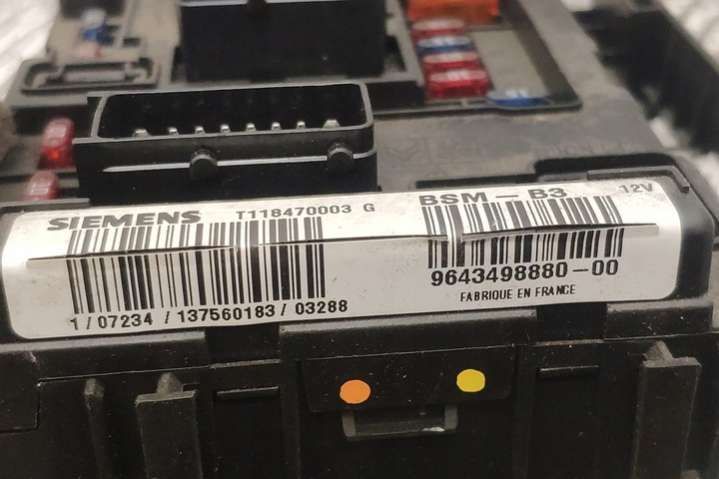 SIEMENS T118470003 G
BSM-B3 12V
9643498880-00
FABRIQUE EN FRANCE
1/07234/137560183/03288